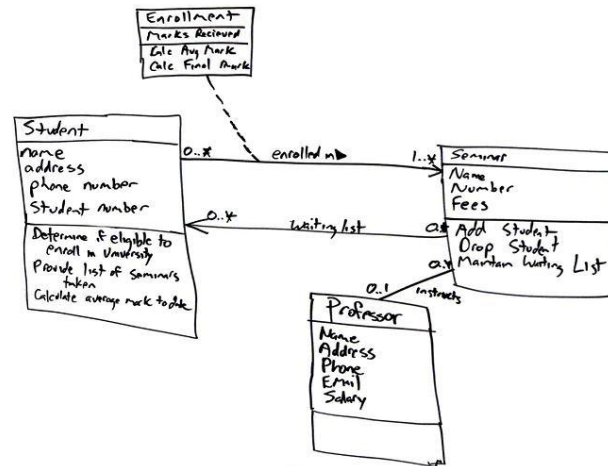 Enrollment
Marks Recieved
Calc Avg Mark
Calc Final Mark
Student
name
address
phone number
Student number
Determine if eligible to
enroll in University
Provide list of Seminars
taken
Calculate average mark to date
0..*
enrolled in
1..*
0..*
Waiting list
0..*
Seminar
Name
Number
Fees
Add Student
Drop Student
Maintain Waiting List
0..*
instructs
0..1
Professor
Name
Address
Phone
Email
Salary